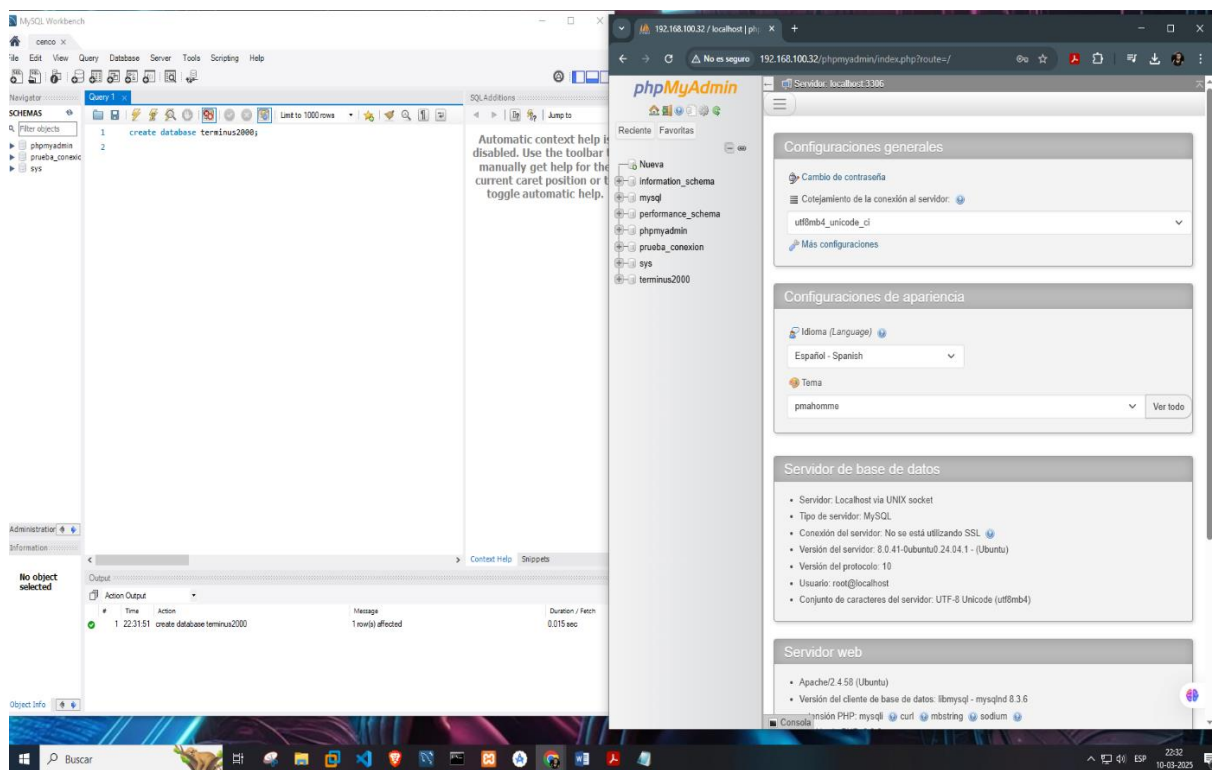 MySQL Workbench
cenco
File Edit View Query Database Server Tools Scripting Help
Navigator
SCHEMAS
Filter objects
phpmyadmin
prueba_conexic
sys
Administration
Information
No object
selected
Object Info
Query 1
Limit to 1000 rows
1 create database terminus2000;
2
SQLAdditions
Jump to
Automatic context help is
disabled. Use the toolbar t
manually get help for the
current caret position or t
toggle automatic help.
Context Help Snippets
Output
Action Output
# Time Action Message Duration / Fetch
1 22:31:51 create database terminus2000 1 row(s) affected 0.015 sec
192.168.100.32 / localhost | php
No es seguro 192.168.100.32/phpmyadmin/index.php?route=/
phpMyAdmin
Reciente Favoritas
Nueva
information_schema
mysql
performance_schema
phpmyadmin
prueba_conexion
sys
terminus2000
Servidor: localhost:3306
Configuraciones generales
Cambio de contraseña
Cotejamiento de la conexión al servidor:
utf8mb4_unicode_ci
Más configuraciones
Configuraciones de apariencia
Idioma (Language)
Español - Spanish
Tema
pmahomme Ver todo
Servidor de base de datos
• Servidor: Localhost via UNIX socket
• Tipo de servidor: MySQL
• Conexión del servidor: No se está utilizando SSL
• Versión del servidor: 8.0.41-0ubuntu0.24.04.1 - (Ubuntu)
• Versión del protocolo: 10
• Usuario: root@localhost
• Conjunto de caracteres del servidor: UTF-8 Unicode (utf8mb4)
Servidor web
• Apache/2.4.58 (Ubuntu)
• Versión del cliente de base de datos: libmysql - mysqlnd 8.3.6
extensión PHP: mysqli curl mbstring sodium
Consola
Buscar
ESP
22:32
10-03-2025